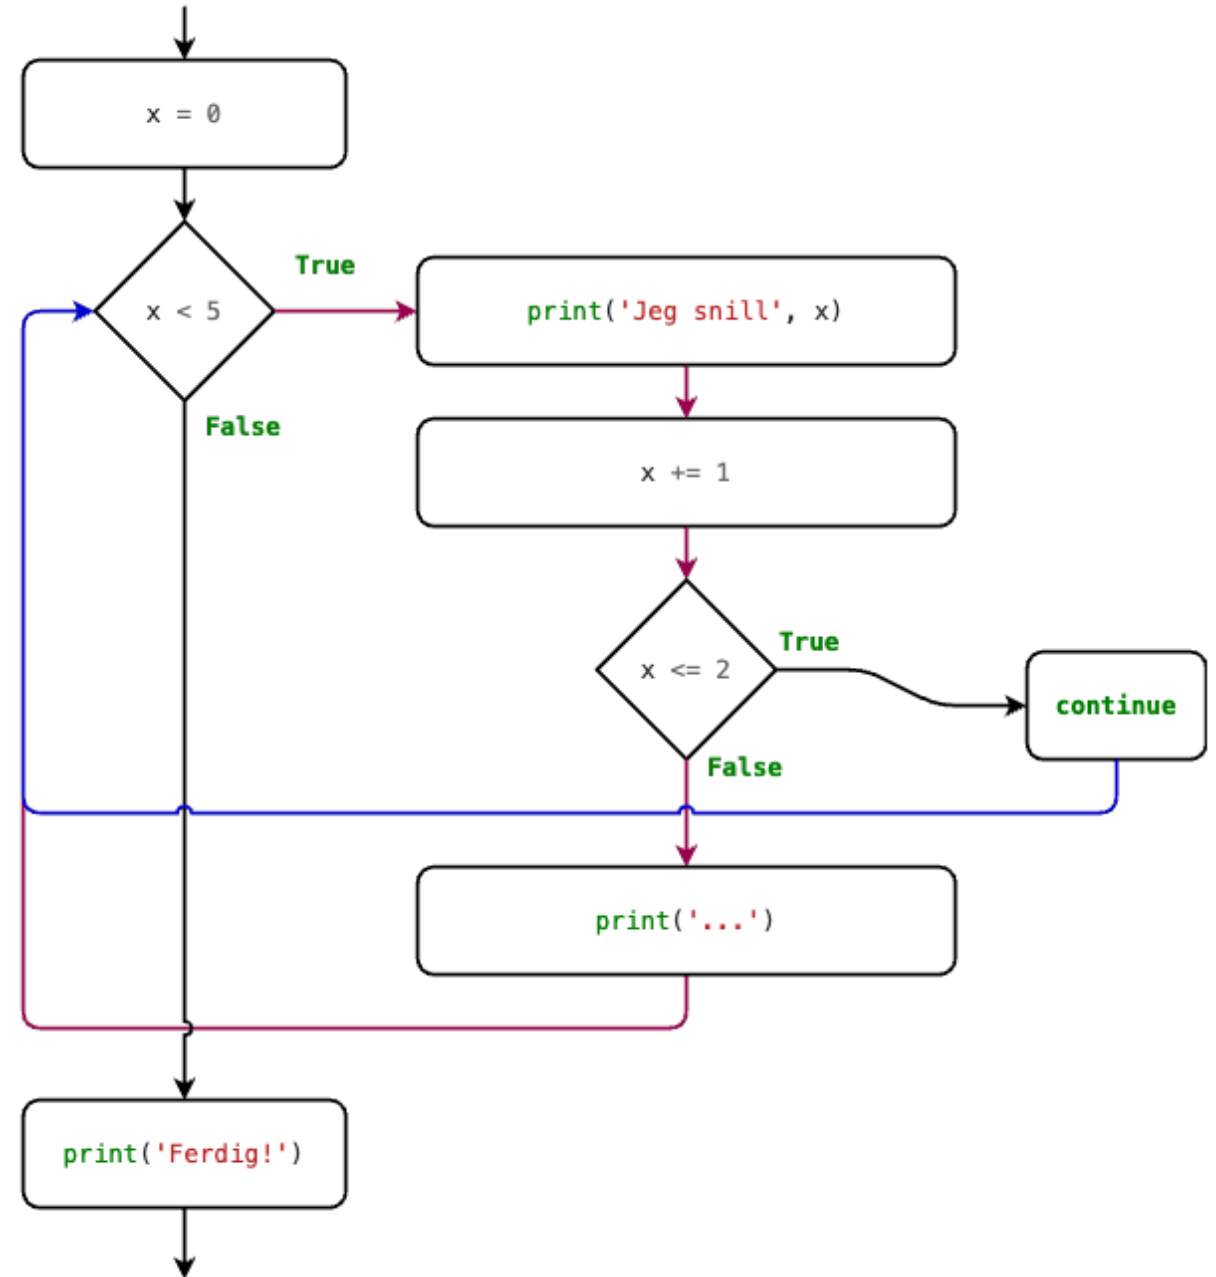 x = 0
x < 5
True
print('Jeg snill', x)
False
x += 1
x <= 2
True
continue
False
print('...')
print('Ferdig!')